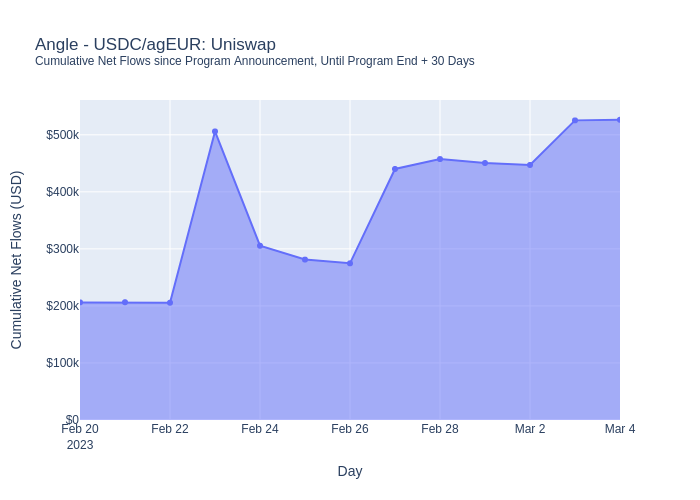 Angle - USDC/agEUR: Uniswap
Cumulative Net Flows since Program Announcement, Until Program End + 30 Days
Cumulative Net Flows (USD)
$500k
$400k
$300k
$200k
$100k
$0
Feb 20 Feb 22 Feb 24 Feb 26 Feb 28 Mar 2 Mar 4
2023
Day